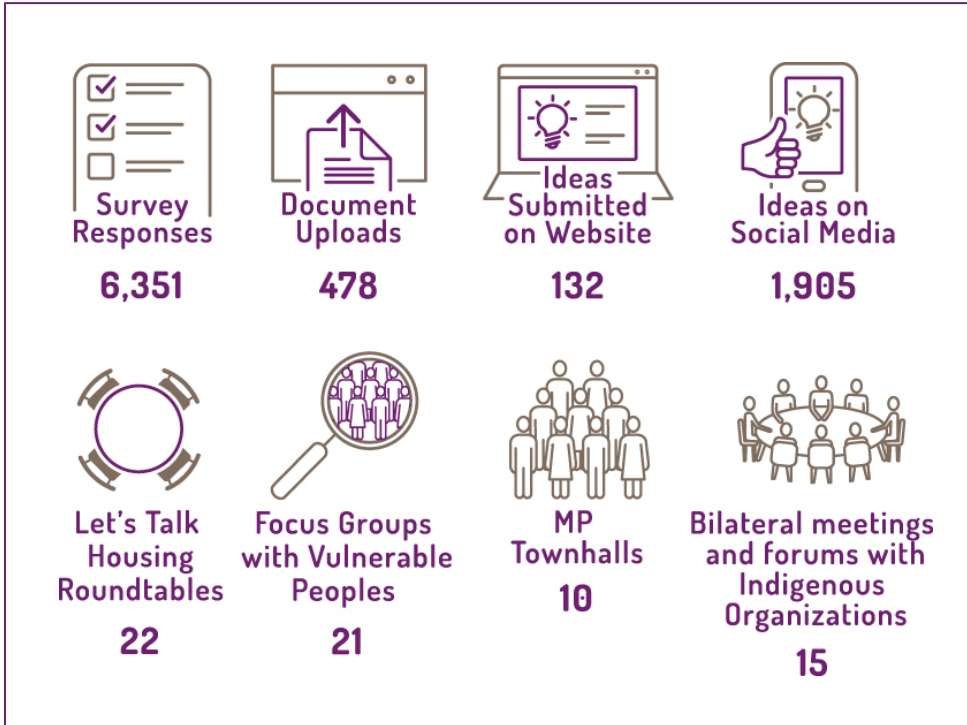 Survey
Responses
6,351
Document
Uploads
478
Ideas
Submitted
on Website
132
Ideas on
Social Media
1,905
Let's Talk
Housing
Roundtables
22
Focus Groups
with Vulnerable
Peoples
21
MP
Townhalls
10
Bilateral meetings
and forums with
Indigenous
Organizations
15